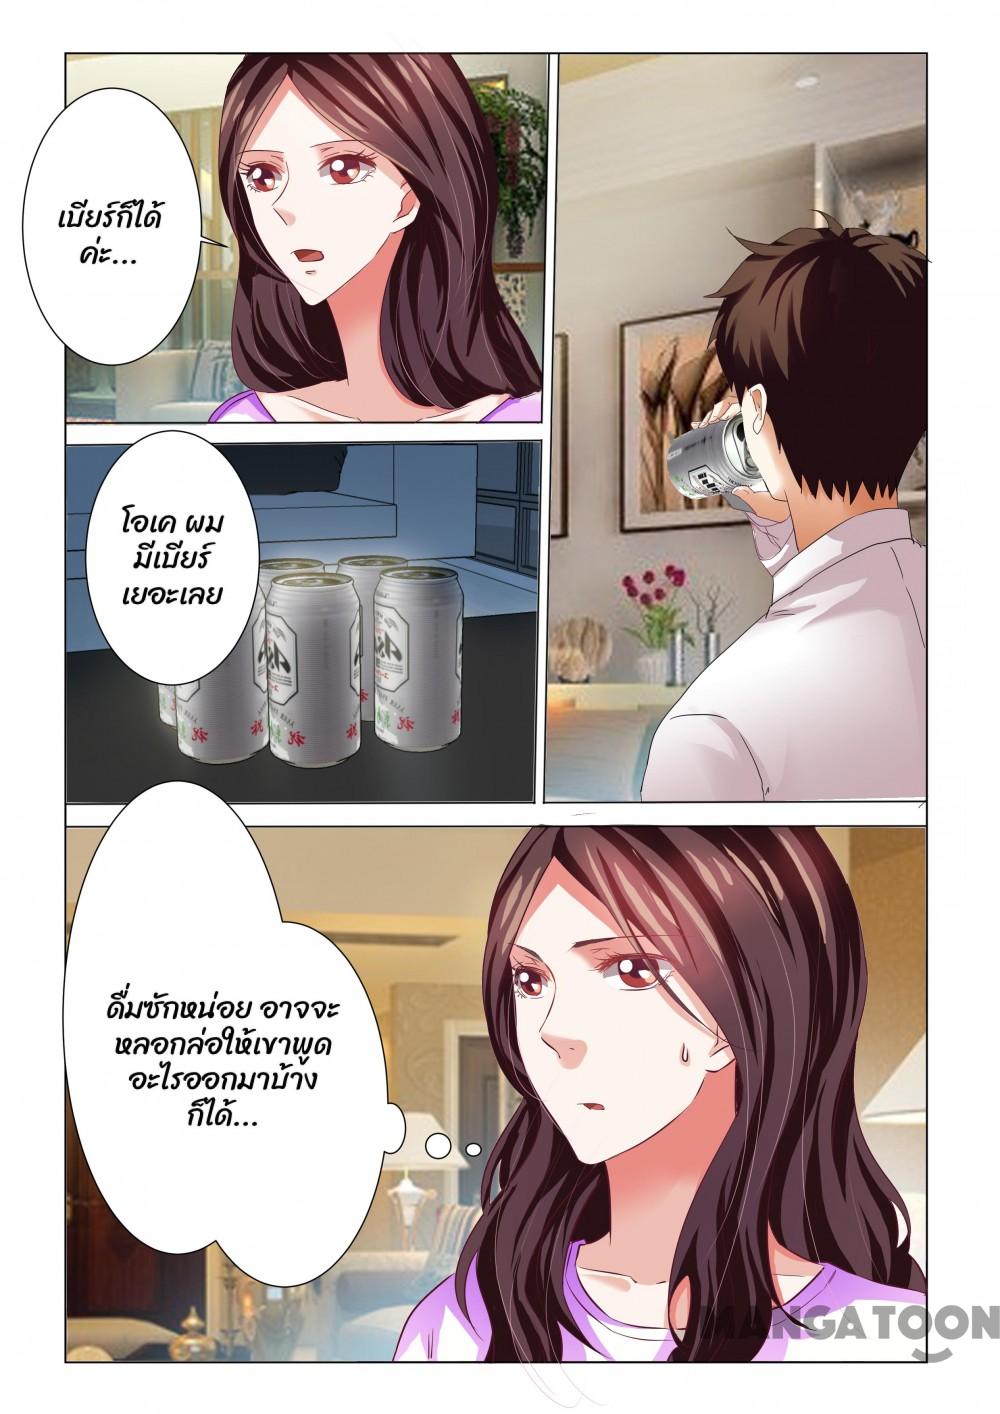 เบียร์ก็ได้
ค่ะ...
โอเค ผม
มีเบียร์
เยอะเลย
ดื่มซักหน่อย อาจจะ
หลอกล่อให้เขาพูด
อะไรออกมาบ้าง
ก็ได้...
MANGATOON